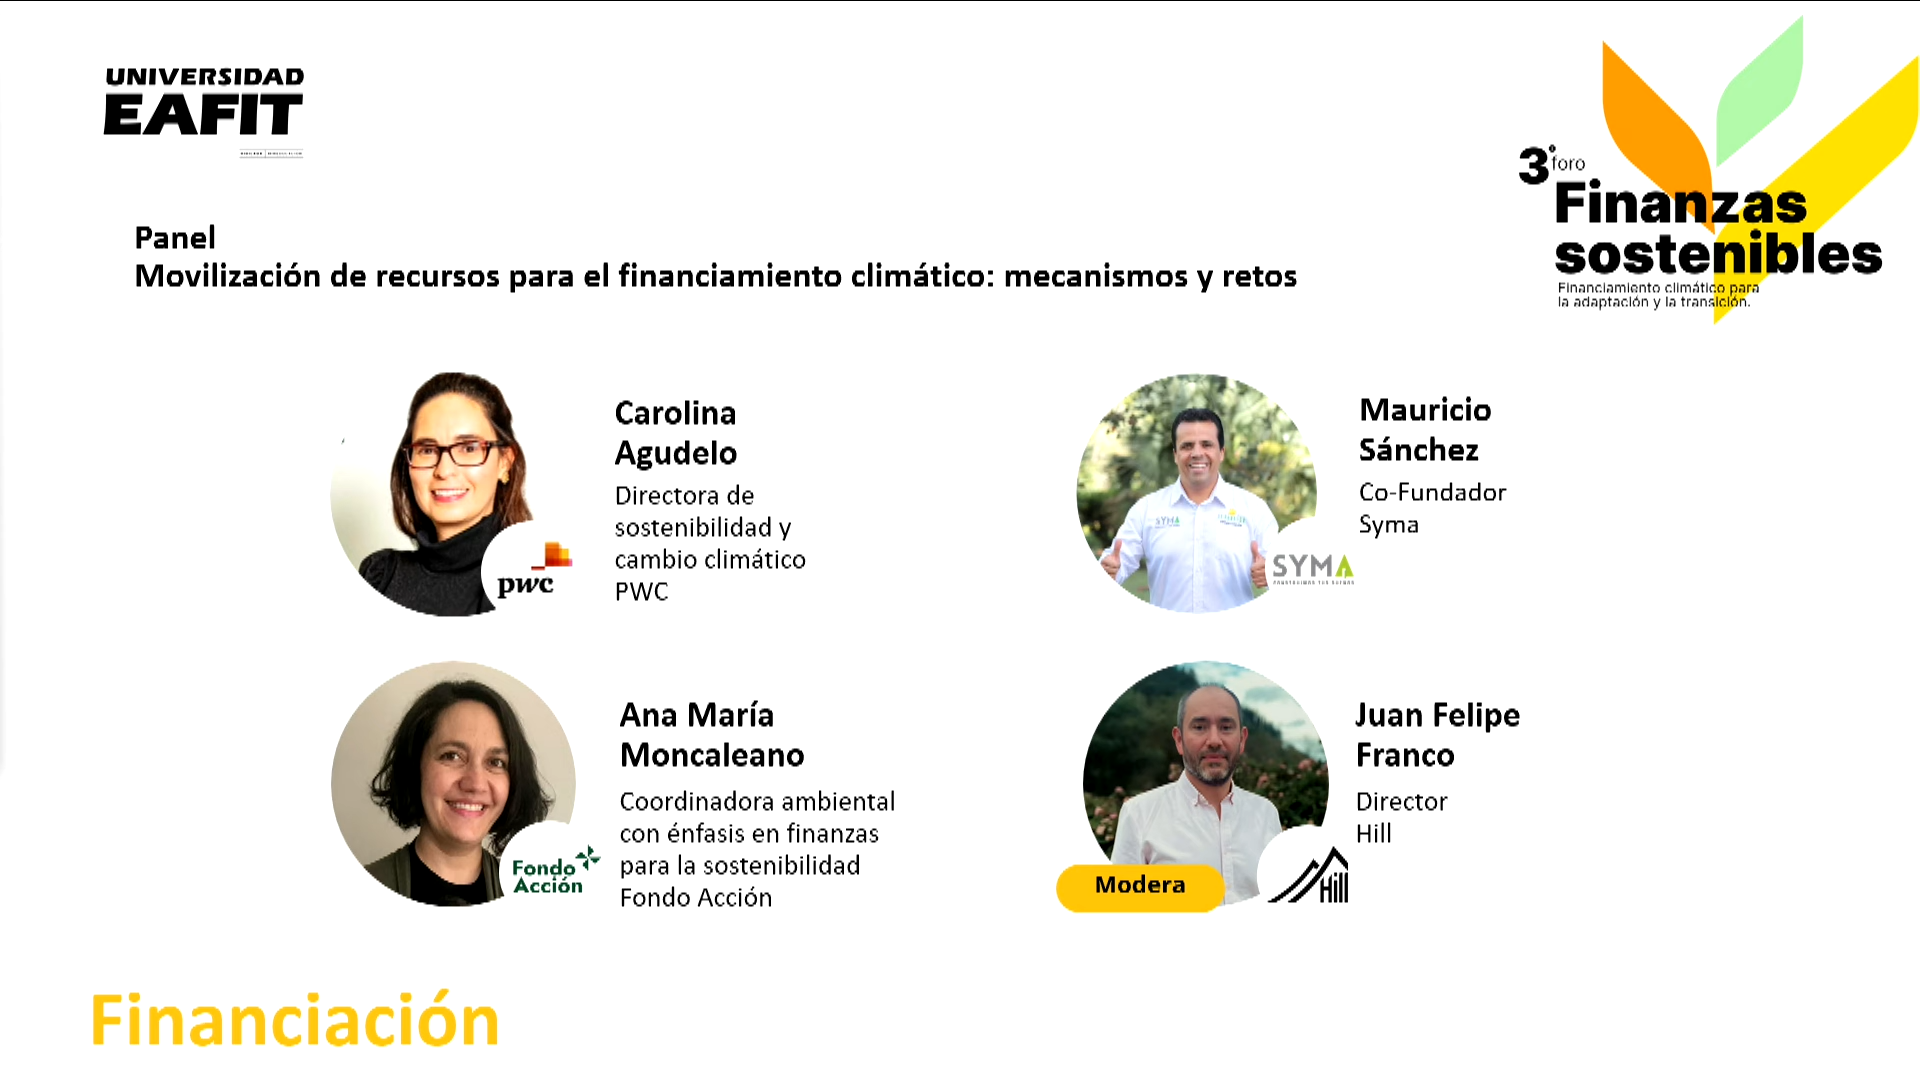 UNIVERSIDAD
EAFIT
3° foro
Finanzas
sostenibles
Financiamiento climático para
la adaptación y la transición.
Panel
Movilización de recursos para el financiamiento climático: mecanismos y retos
Carolina
Agudelo
Directora de
sostenibilidad y
cambio climático
PWC
pwc
Mauricio
Sánchez
Co-Fundador
Syma
SYMA
SYMA
Ana María
Moncaleano
Coordinadora ambiental
con énfasis en finanzas
para la sostenibilidad
Fondo Acción
Fondo
Acción
Juan Felipe
Franco
Director
Hill
Modera
Hill
Financiación